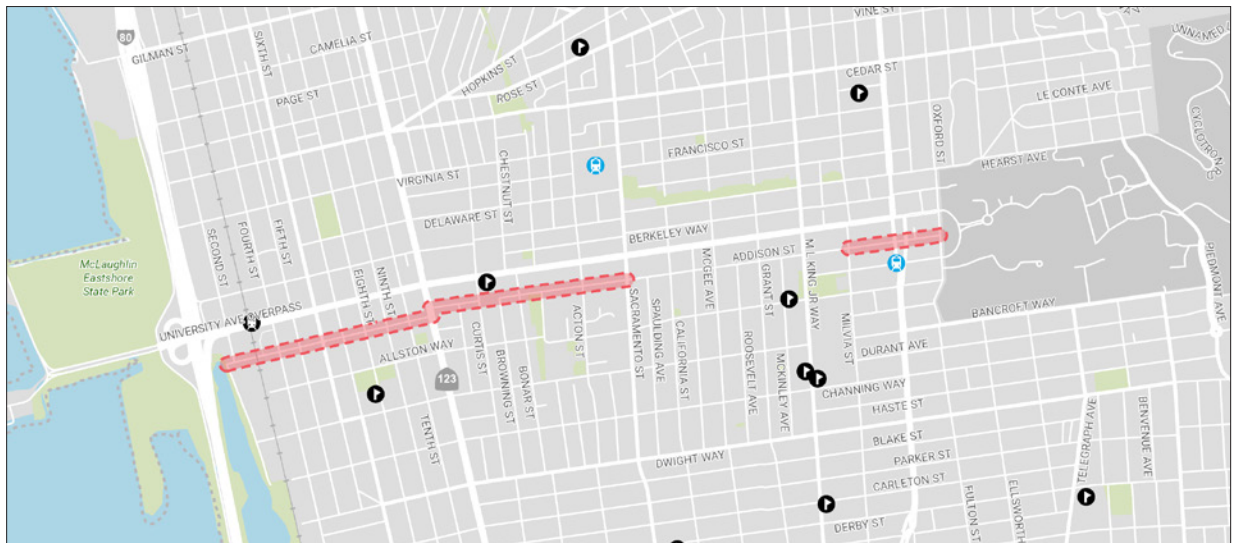 80
GILMAN ST
SIXTH ST
CAMELIA ST
PAGE ST
HOPKINS ST
ROSE ST
VINE ST
CEDAR ST
LE CONTE AVE
OXFORD ST
HEARST AVE
FRANCISCO ST
CHESTNUT ST
VIRGINIA ST
DELAWARE ST
BERKELEY WAY
ADDISON ST
SECOND ST
FOURTH ST
FIFTH ST
EIGHTH ST
NINTH ST
McLaughlin
Eastshore
State Park
UNIVERSITY AVE OVERPASS
ALLSTON WAY
123
TENTH ST
CURTIS ST
BROWNING ST
BONAR ST
ACTON ST
SACRAMENTO ST
SPAULDING AVE
CALIFORNIA ST
MCGEE AVE
ROOSEVELT AVE
GRANT ST
MCKINLEY AVE
M.L. KING JR WAY
MILVIA ST
BANCROFT WAY
DURANT AVE
CHANNING WAY
HASTE ST
DWIGHT WAY
BLAKE ST
PARKER ST
CARLETON ST
DERBY ST
FULTON ST
ELLSWORTH
TELEGRAPH AVE
BENVENUE AVE
PIEDMONT AVE